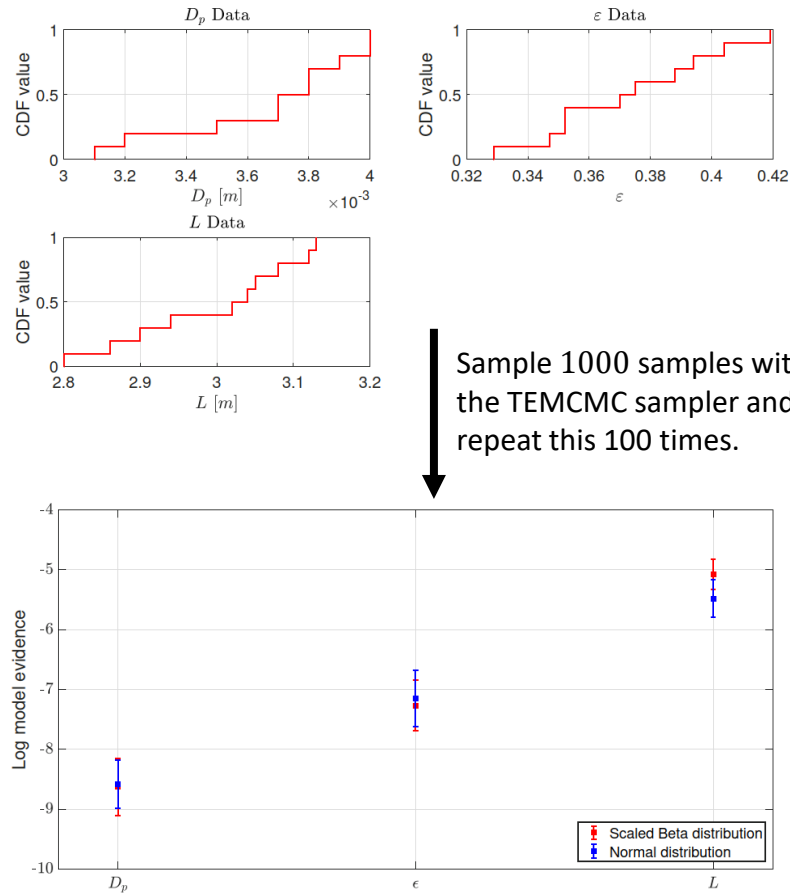 D_p Data
CDF value
1
0.5
0
3
3.2
3.4
3.6
3.8
4
×10^-3
D_p [m]
ε Data
CDF value
1
0.5
0
0.32
0.34
0.36
0.38
0.4
0.42
ε
L Data
CDF value
1
0.5
0
2.8
2.9
3
3.1
3.2
L [m]
Sample 1000 samples wit
the TEMCMC sampler and
repeat this 100 times.
Log model evidence
-4
-5
-6
-7
-8
-9
-10
D_p
ϵ
L
Scaled Beta distribution
Normal distribution